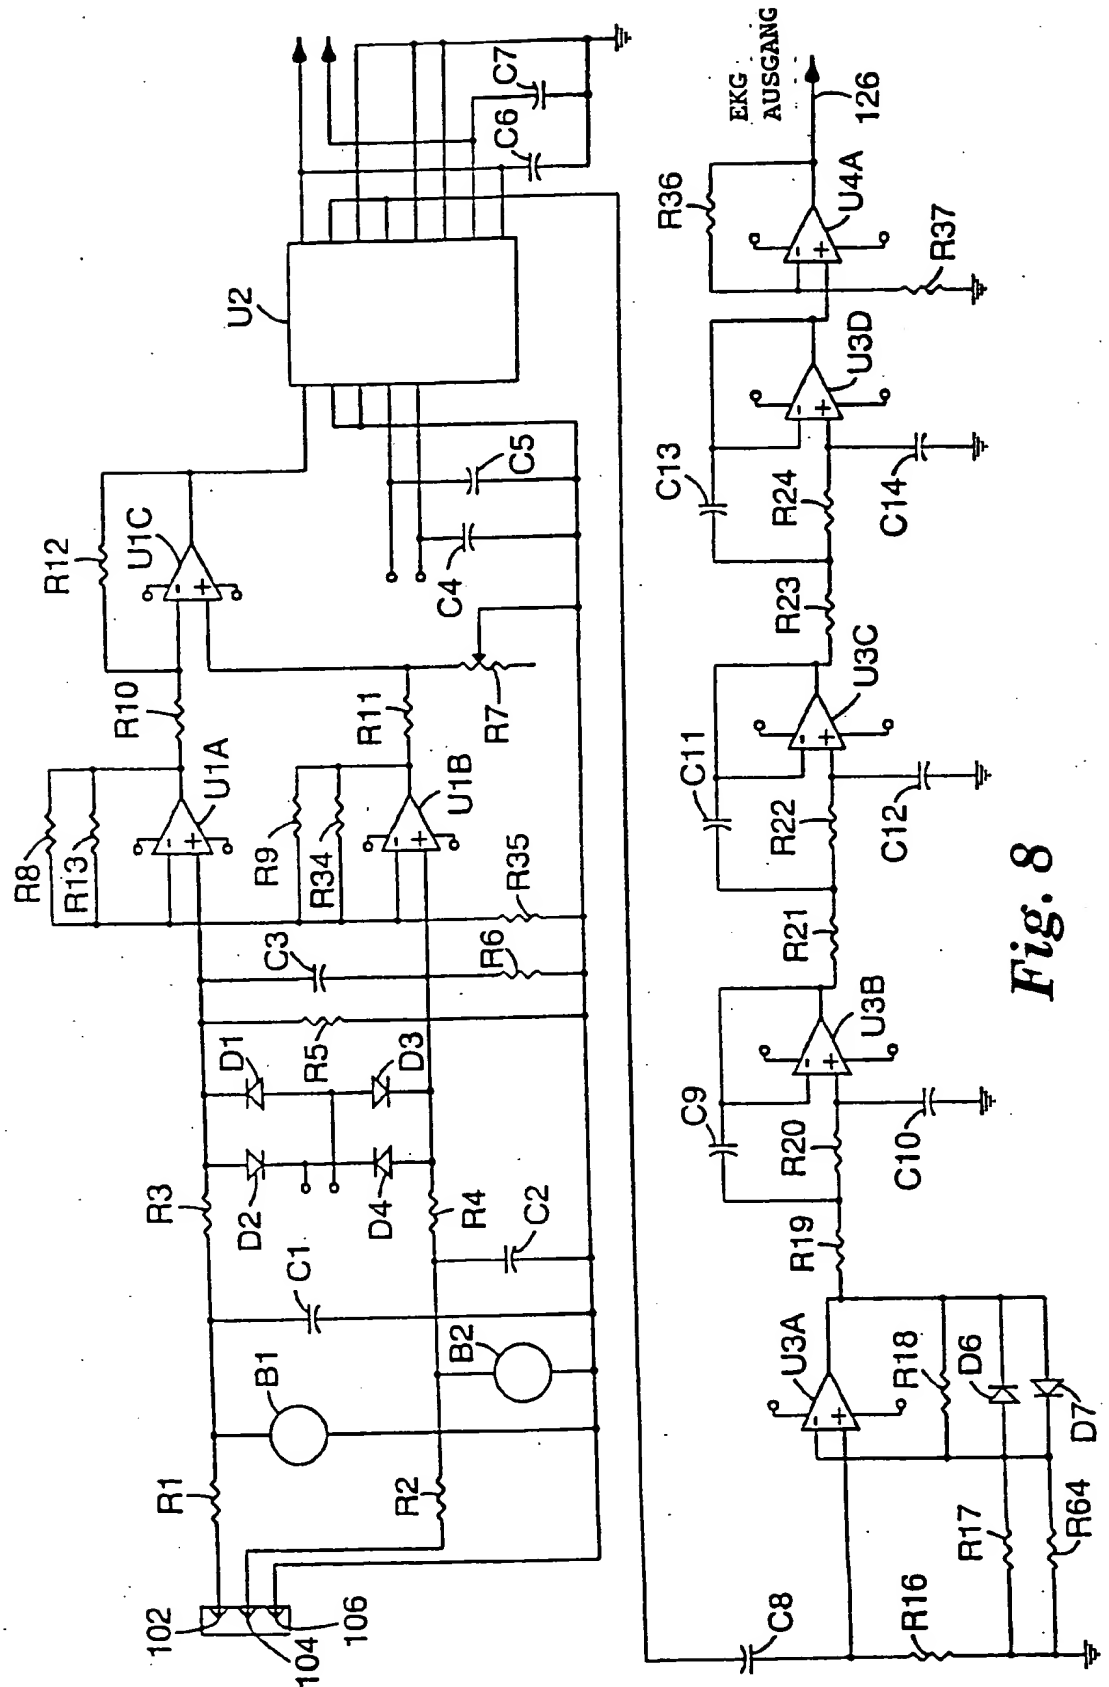 102
104
106
R1
R2
B1
B2
C1
C2
R3
R4
D2
D1
D4
D3
R5
C3
R6
R8
R13
R9
R34
R35
U1A
U1B
R10
R11
R7
R12
U1C
C4
C5
U2
C6
C7
C8
R16
R17
R64
U3A
R18
D6
D7
R19
R20
C9
C10
U3B
R21
R22
C11
C12
U3C
R23
R24
C13
C14
U3D
R36
R37
U4A
EKG
AUSGANG
126
-
+
-
+
-
+
-
+
-
+
-
+
-
+
-
+
Fig. 8